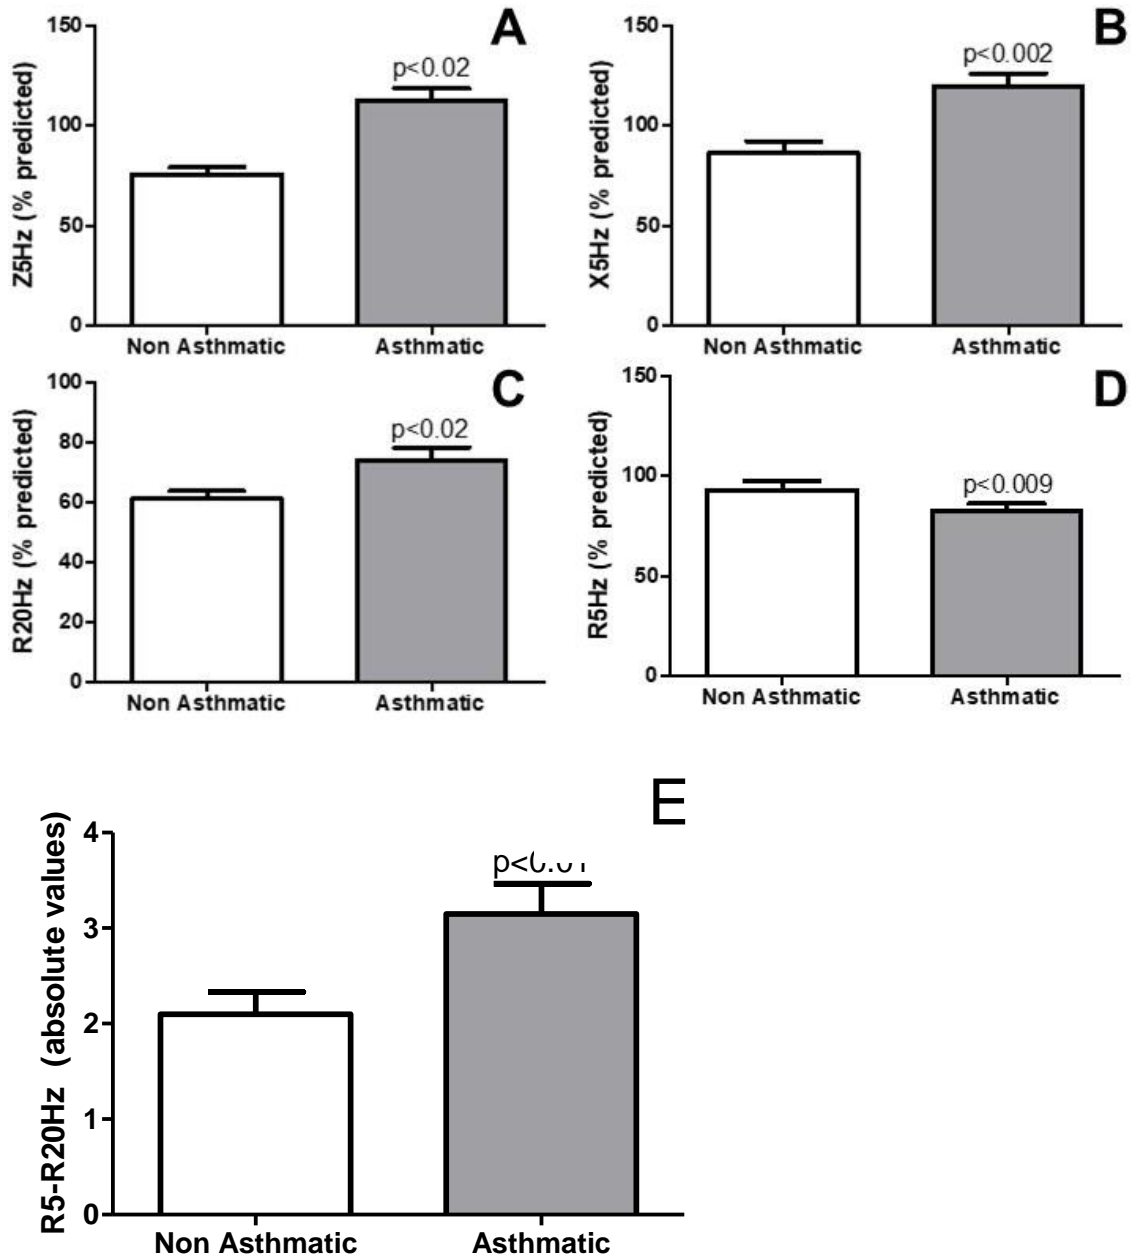 A
150
p<0.02
100
50
0
Z5Hz (% predicted)
Non Asthmatic
Asthmatic
B
150
p<0.002
100
50
0
X5Hz (% predicted)
Non Asthmatic
Asthmatic
C
100
p<0.02
80
60
40
20
0
R20Hz (% predicted)
Non Asthmatic
Asthmatic
D
150
p<0.009
100
50
0
R5Hz (% predicted)
Non Asthmatic
Asthmatic
E
4
3
2
1
0
R5-R20Hz (absolute values)
Non Asthmatic
Asthmatic